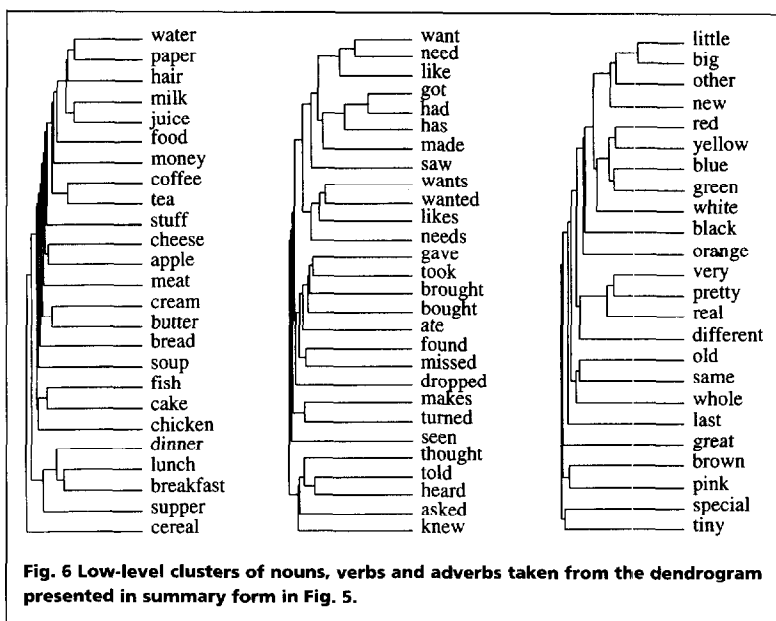 water
paper
hair
milk
juice
food
money
coffee
tea
stuff
cheese
apple
meat
cream
butter
bread
soup
fish
cake
chicken
dinner
lunch
breakfast
supper
cereal
want
need
like
got
had
has
made
saw
wants
wanted
likes
needs
gave
took
brought
bought
ate
found
missed
dropped
makes
turned
seen
thought
told
heard
asked
knew
little
big
other
new
red
yellow
blue
green
white
black
orange
very
pretty
real
different
old
same
whole
last
great
brown
pink
special
tiny
Fig. 6 Low-level clusters of nouns, verbs and adverbs taken from the dendrogram
presented in summary form in Fig. 5.